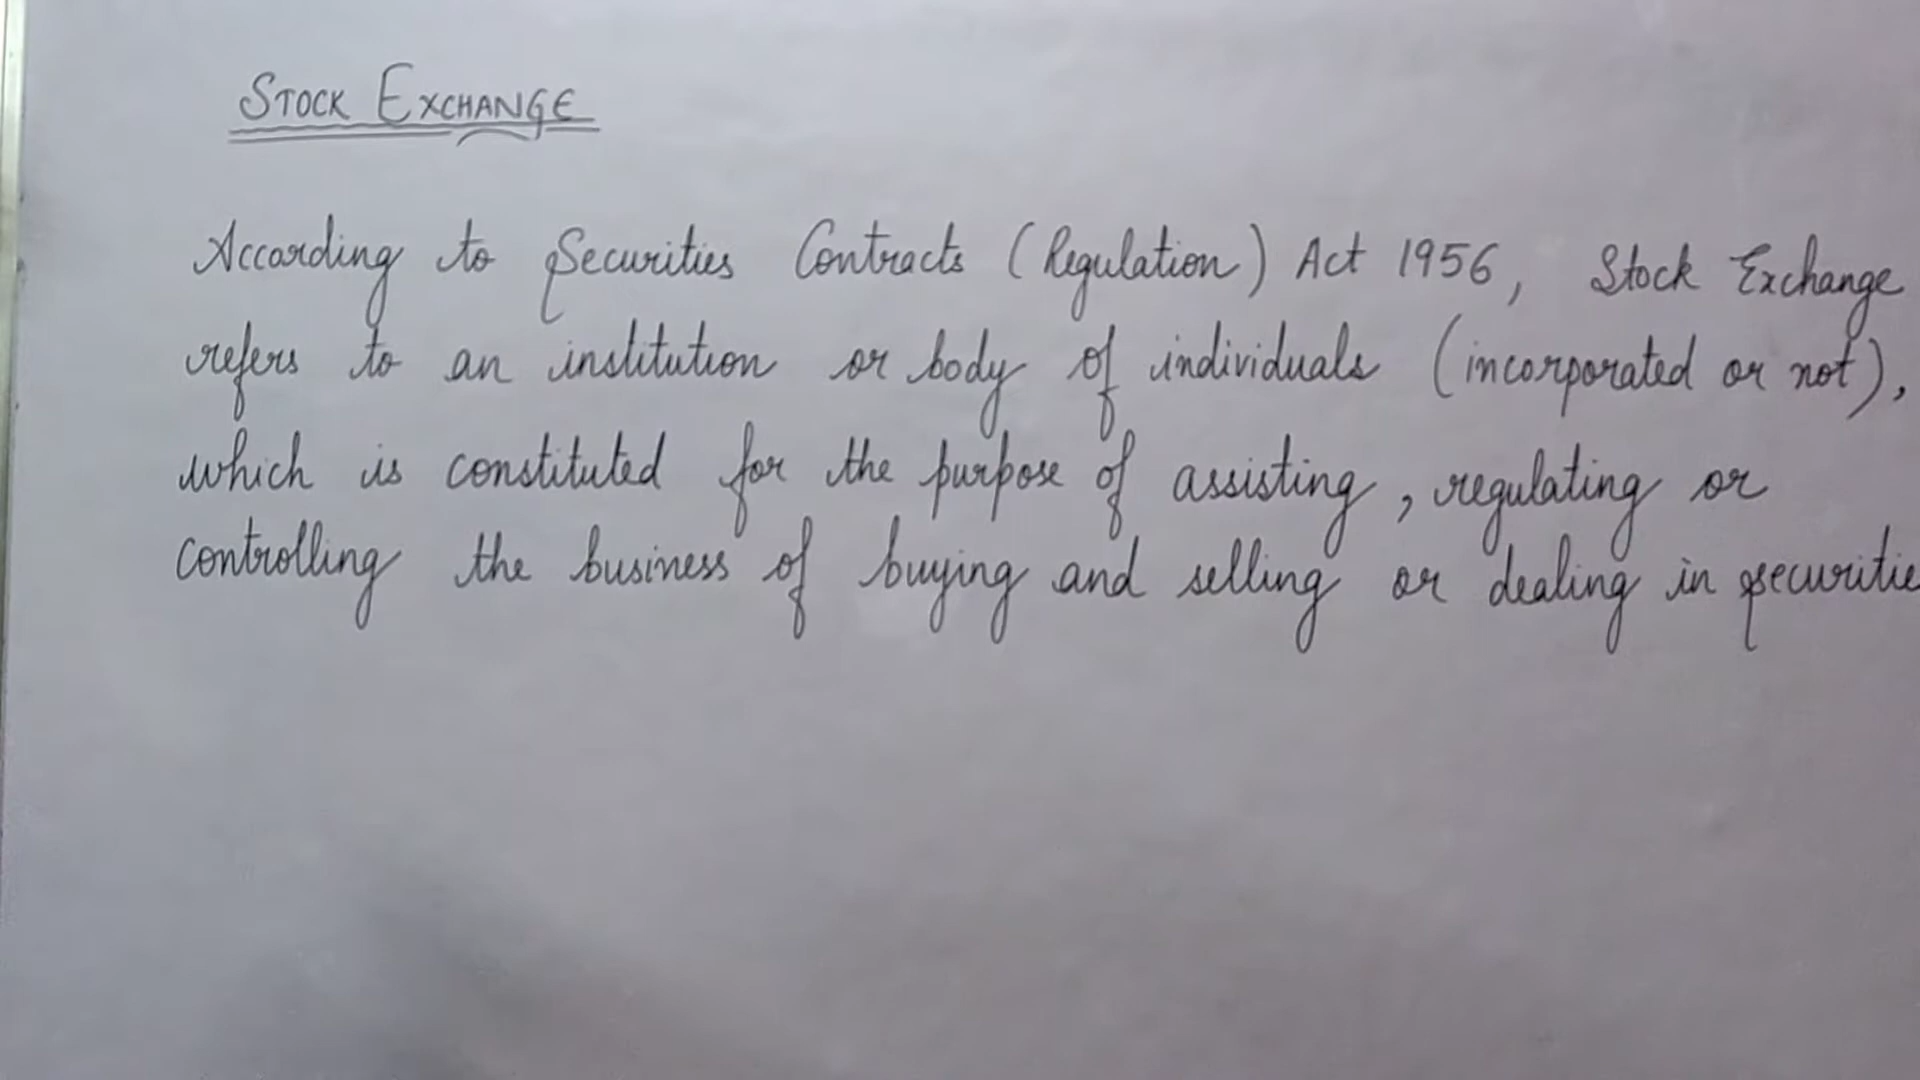 STOCK EXCHANGE
According to Securities Contracts (Regulation) Act 1956, Stock Exchange
refers to an institution or body of individuals (incorporated or not),
which is constituted for the purpose of assisting, regulating or
controlling the business of buying and selling or dealing in securitie